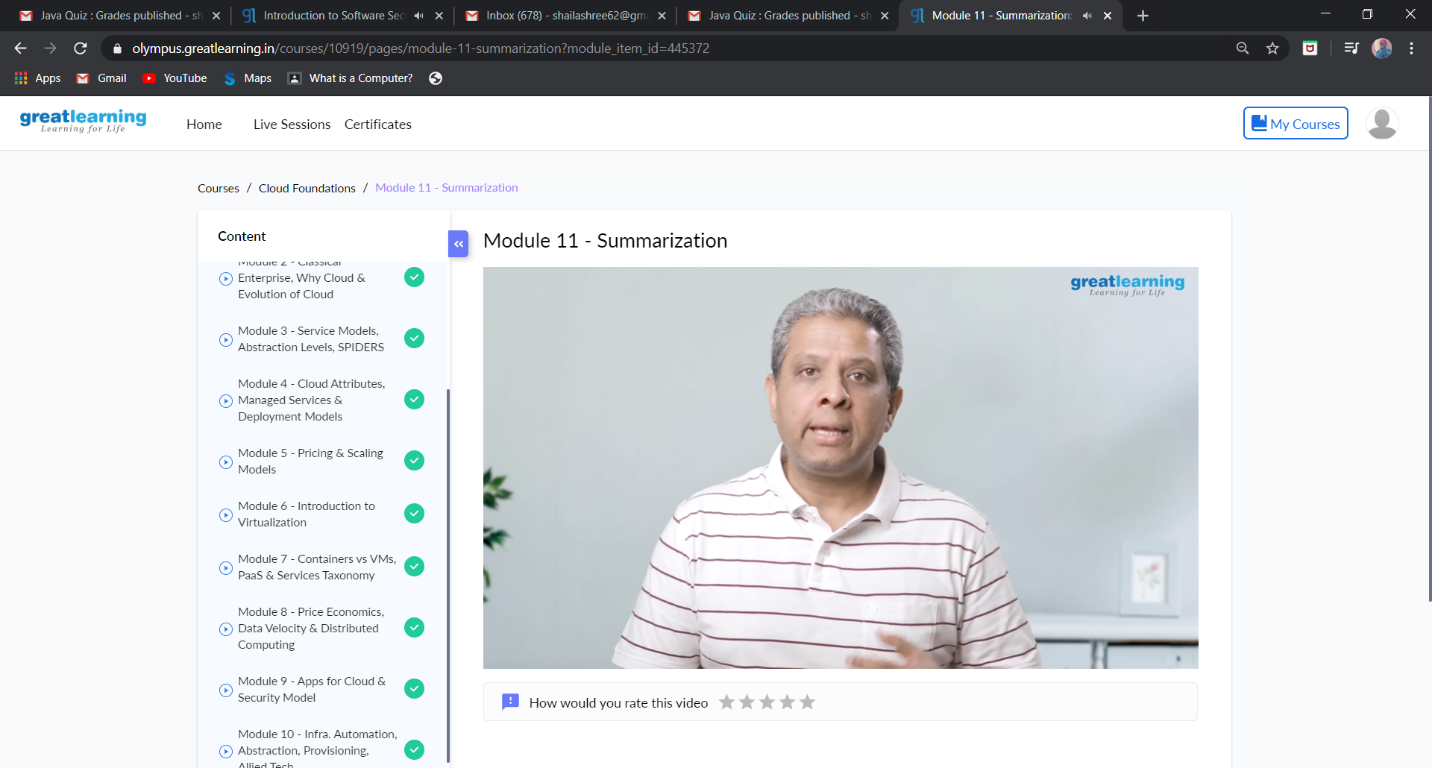 Java Quiz : Grades published - sh
Introduction to Software Sec
Inbox (678) - shailashree62@gma
Java Quiz : Grades published - sh
Module 11 - Summarization:
olympus.greatlearning.in/courses/10919/pages/module-11-summarization?module_item_id=445372
Apps
Gmail
YouTube
Maps
What is a Computer?
greatlearning
Learning for Life
Home
Live Sessions
Certificates
My Courses
Courses / Cloud Foundations / Module 11 - Summarization
Content
Module 2 - Classical
Enterprise, Why Cloud &
Evolution of Cloud
Module 3 - Service Models,
Abstraction Levels, SPIDERS
Module 4 - Cloud Attributes,
Managed Services &
Deployment Models
Module 5 - Pricing & Scaling
Models
Module 6 - Introduction to
Virtualization
Module 7 - Containers vs VMs,
PaaS & Services Taxonomy
Module 8 - Price Economics,
Data Velocity & Distributed
Computing
Module 9 - Apps for Cloud &
Security Model
Module 10 - Infra. Automation,
Abstraction, Provisioning,
Allied Tech
Module 11 - Summarization
greatlearning
Learning for Life
How would you rate this video